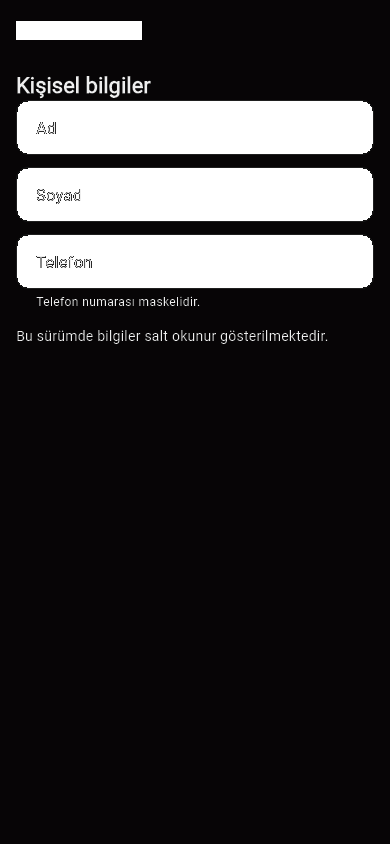 Kişisel bilgiler
Ad
Soyad
Telefon
Telefon numarası maskelidir.
Bu sürümde bilgiler salt okunur gösterilmektedir.